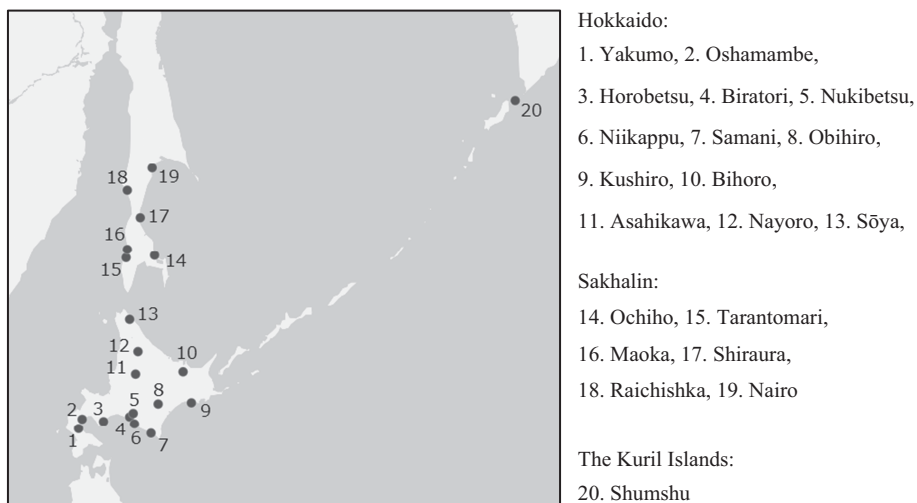 Hokkaido:
1. Yakumo, 2. Oshamambe,
3. Horobetsu, 4. Biratori, 5. Nukibetsu,
6. Niikappu, 7. Samani, 8. Obihiro,
9. Kushiro, 10. Bihoro,
11. Asahikawa, 12. Nayoro, 13. Sōya,
Sakhalin:
14. Ochiho, 15. Tarantomari,
16. Maoka, 17. Shiraura,
18. Raichishka, 19. Nairo
The Kuril Islands:
20. Shumshu
20
19
18
17
16
14
15
13
12
10
11
8
5
9
2
3
4
6
7
1